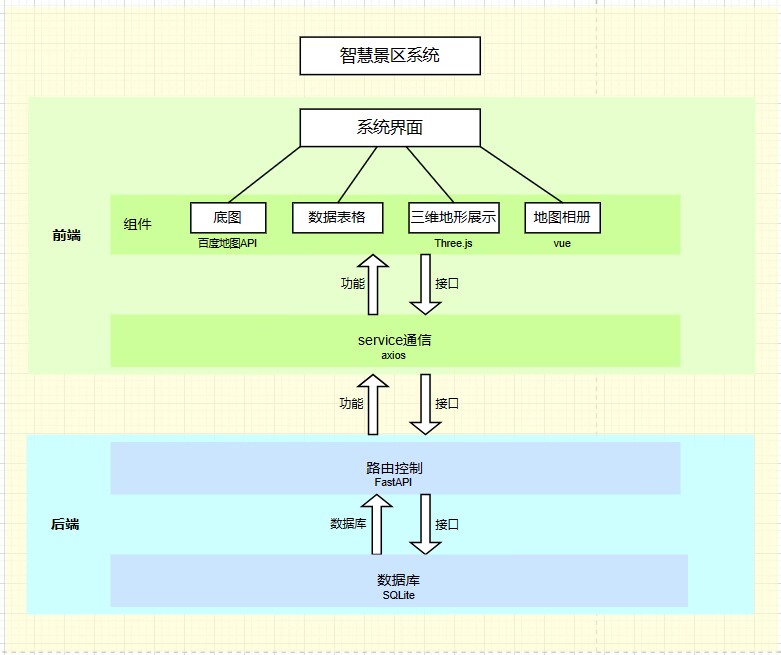 智慧景区系统
系统界面
前端
组件
底图
数据表格
三维地形展示
地图相册
百度地图API
Three.js
vue
功能
接口
service通信
axios
功能
接口
后端
路由控制
FastAPI
数据库
接口
数据库
SQLite